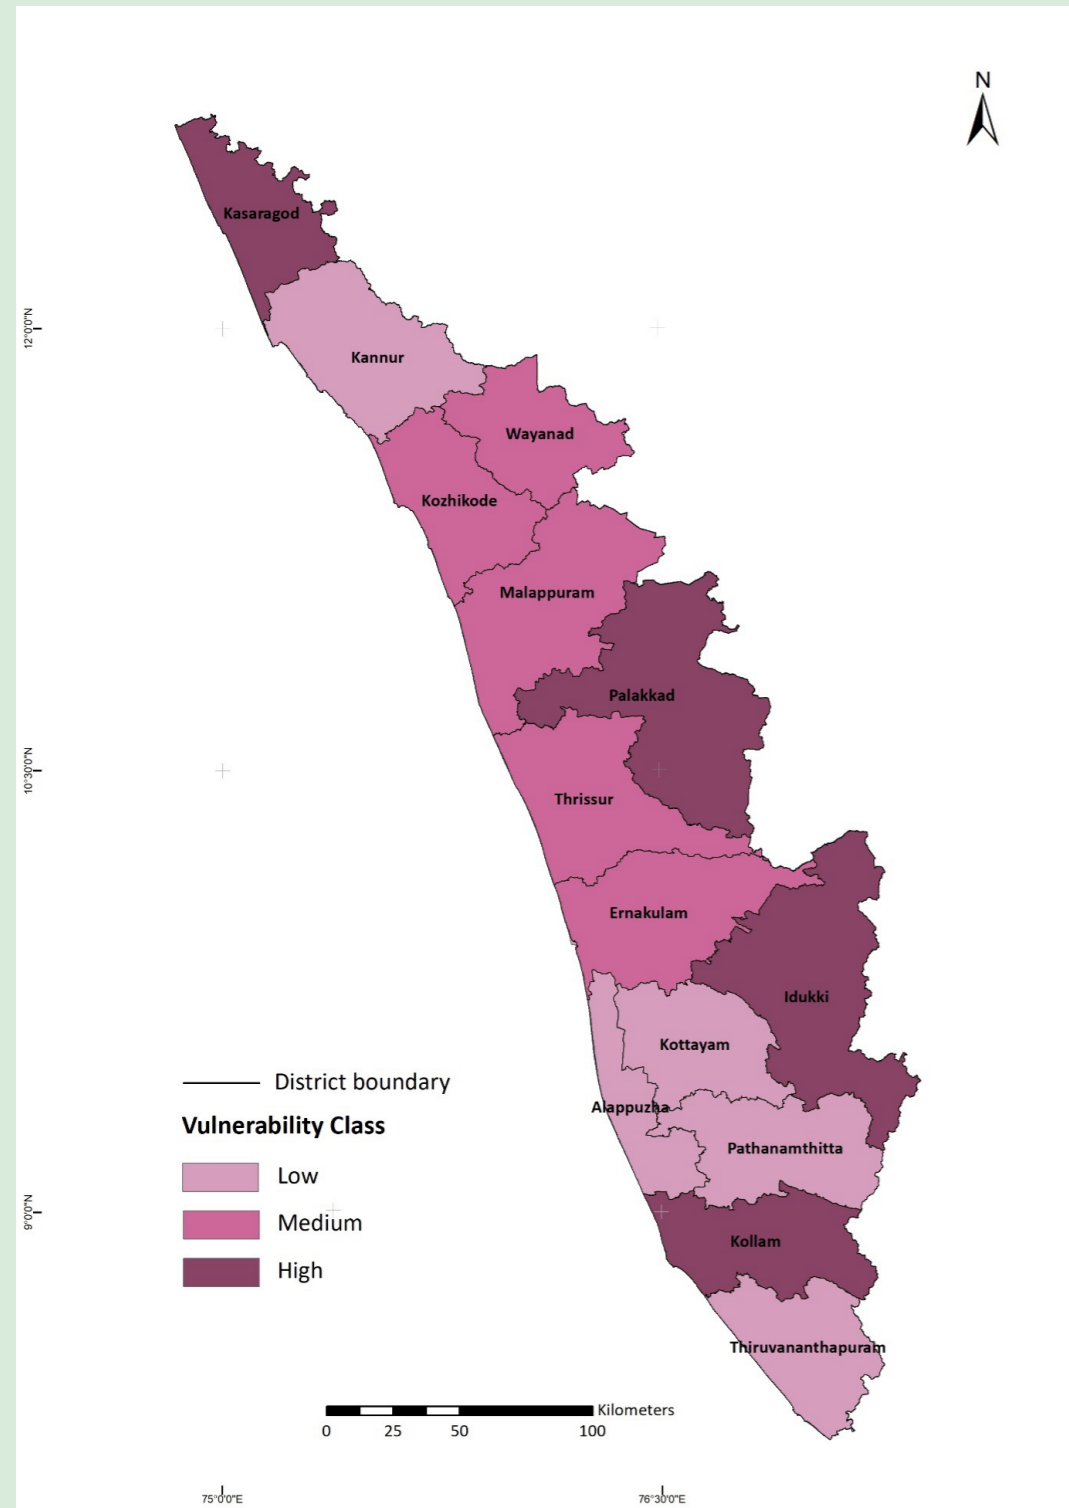 N
Kasaragod
12°0'0"N
Kannur
Wayanad
Kozhikode
Malappuram
Palakkad
10°30'0"N
Thrissur
Ernakulam
Idukki
Kottayam
District boundary
Alappuzha
Vulnerability Class
Pathanamthitta
Low
9°0'0"N
Medium
Kollam
High
Thiruvananthapuram
Kilometers
0 25 50 100
75°0'0"E 76°30'0"E